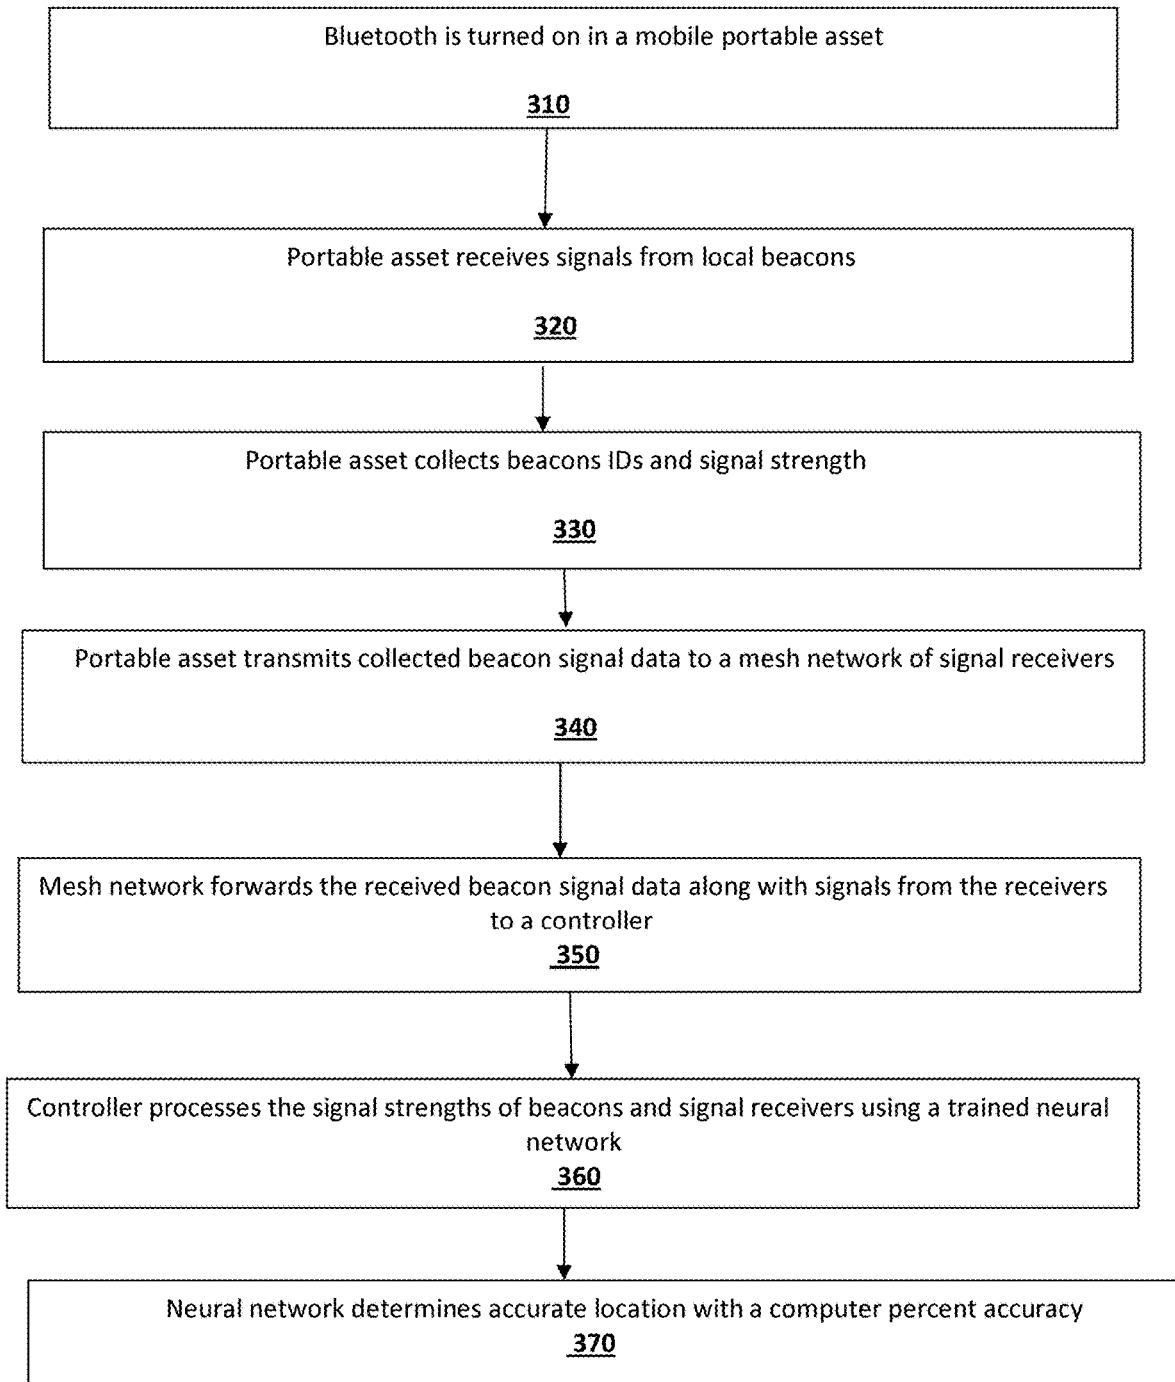 Bluetooth is turned on in a mobile portable asset
310
Portable asset receives signals from local beacons
320
Portable asset collects beacons IDs and signal strength
330
Portable asset transmits collected beacon signal data to a mesh network of signal receivers
340
Mesh network forwards the received beacon signal data along with signals from the receivers
to a controller
350
Controller processes the signal strengths of beacons and signal receivers using a trained neural
network
360
Neural network determines accurate location with a computer percent accuracy
370